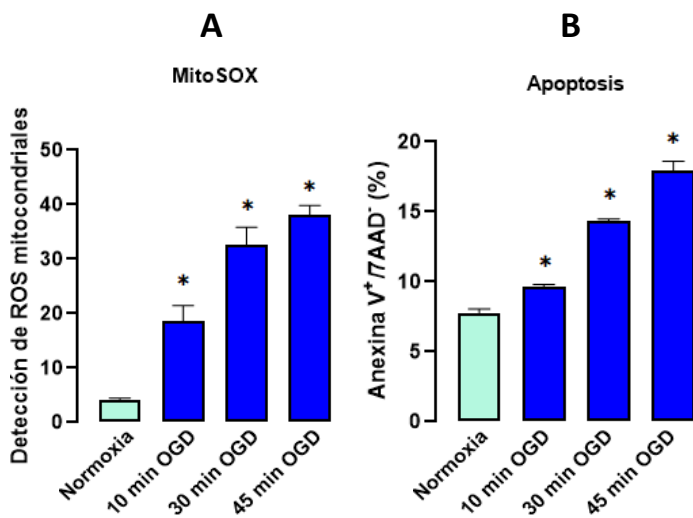 A
MitoSOX
Detección de ROS mitocondriales
50
40
30
20
10
0
*
*
*
Normoxia
10 min OGD
30 min OGD
45 min OGD
B
Apoptosis
Anexina V⁺/7AAD⁻ (%)
20
15
10
5
0
*
*
*
Normoxia
10 min OGD
30 min OGD
45 min OGD